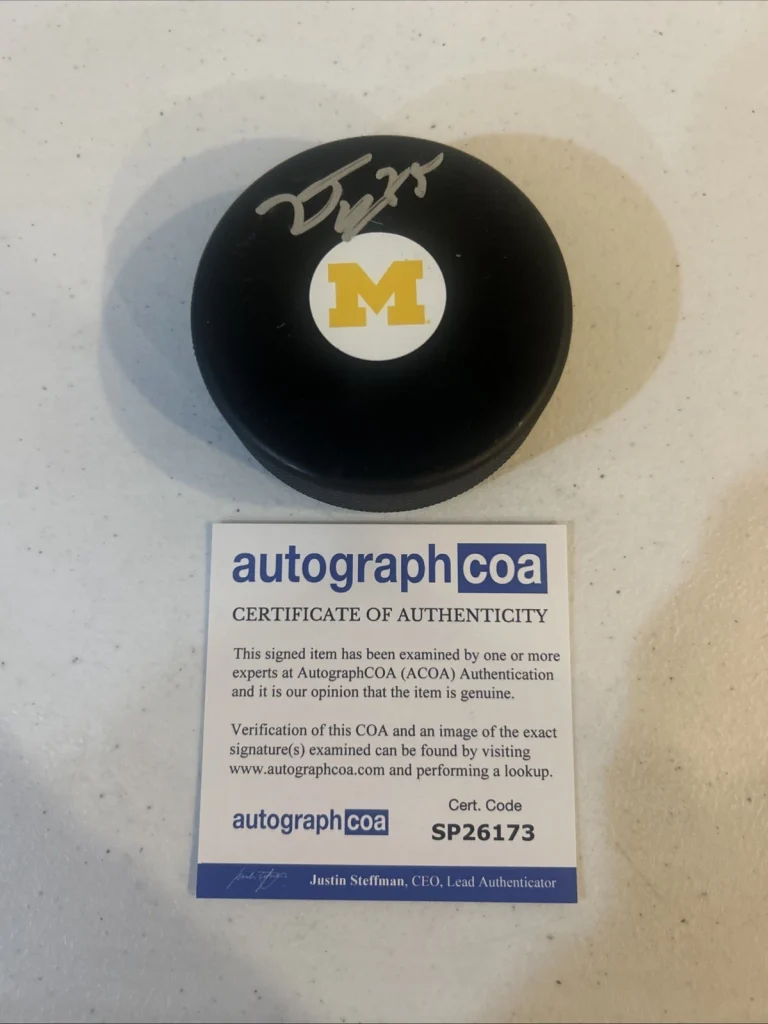 M
autographcoa
CERTIFICATE OF AUTHENTICITY
This signed item has been examined by one or more
experts at AutographCOA (ACOA) Authentication
and it is our opinion that the item is genuine.
Verification of this COA and an image of the exact
signature(s) examined can be found by visiting
www.autographcoa.com and performing a lookup.
autographcoa
Cert. Code
SP26173
Justin Steffman, CEO, Lead Authenticator